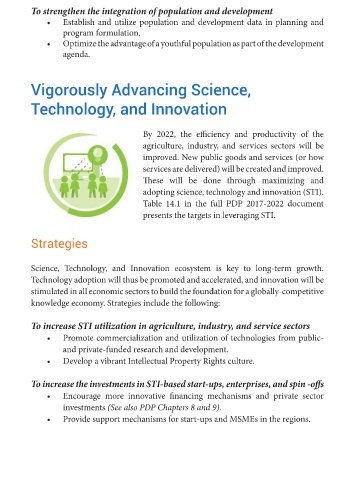 To strengthen the integration of population and development
• Establish and utilize population and development data in planning and
program formulation.
• Optimize the advantage of a youthful population as part of the development
agenda.
Vigorously Advancing Science,
Technology, and Innovation
By 2022, the efficiency and productivity of the
agriculture, industry, and services sectors will be
improved. New public goods and services (or how
services are delivered) will be created and improved.
These will be done through maximizing and
adopting science, technology and innovation (STI).
Table 14.1 in the full PDP 2017-2022 document
presents the targets in leveraging STI.
Strategies
Science, Technology, and Innovation ecosystem is key to long-term growth.
Technology adoption will thus be promoted and accelerated, and innovation will be
stimulated in all economic sectors to build the foundation for a globally-competitive
knowledge economy. Strategies include the following:
To increase STI utilization in agriculture, industry, and service sectors
• Promote commercialization and utilization of technologies from public-
and private-funded research and development.
• Develop a vibrant Intellectual Property Rights culture.
To increase the investments in STI-based start-ups, enterprises, and spin -offs
• Encourage more innovative financing mechanisms and private sector
investments (See also PDP Chapters 8 and 9).
• Provide support mechanisms for start-ups and MSMEs in the regions.